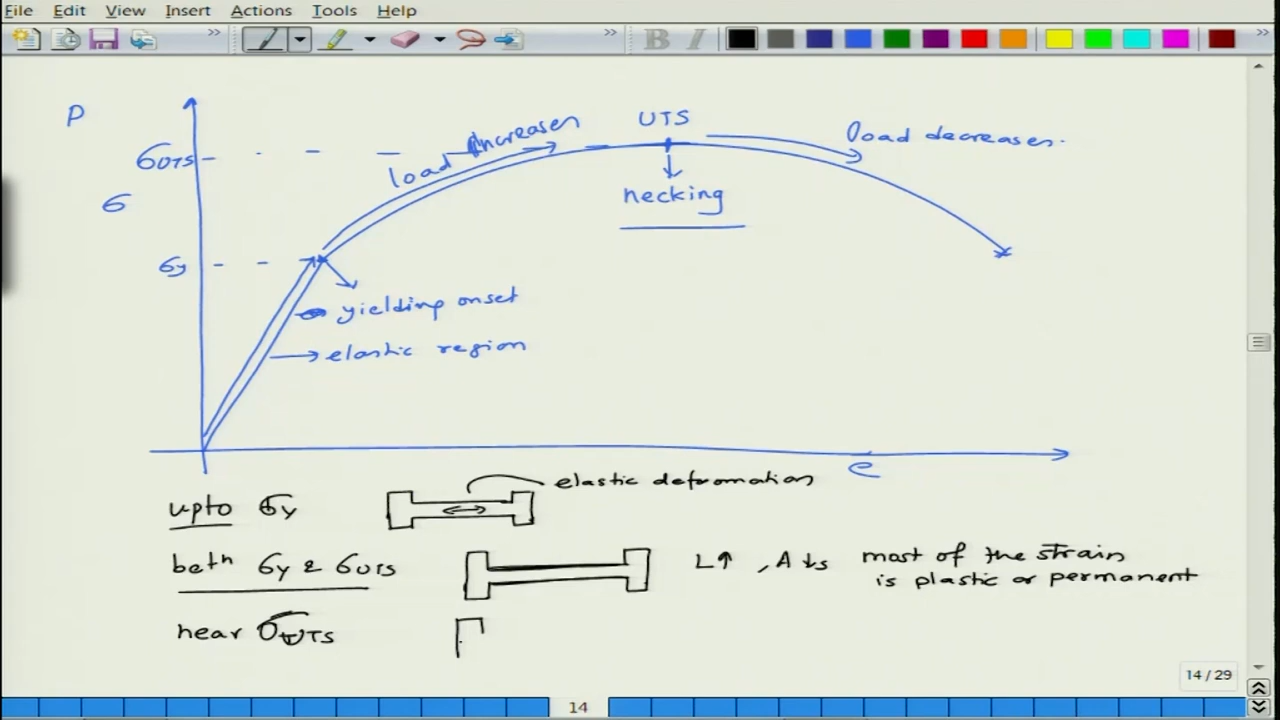 File Edit View Insert Actions Tools Help
B I
P
UTS
load increases
load decreases.
σUTS
necking
σ
σy
yielding onset
elastic region
e
elastic deformation
upto σy
betn σy & σUTS
L↑ , A↓s most of the strain
is plastic or permanent
near σUTS
14/29
14